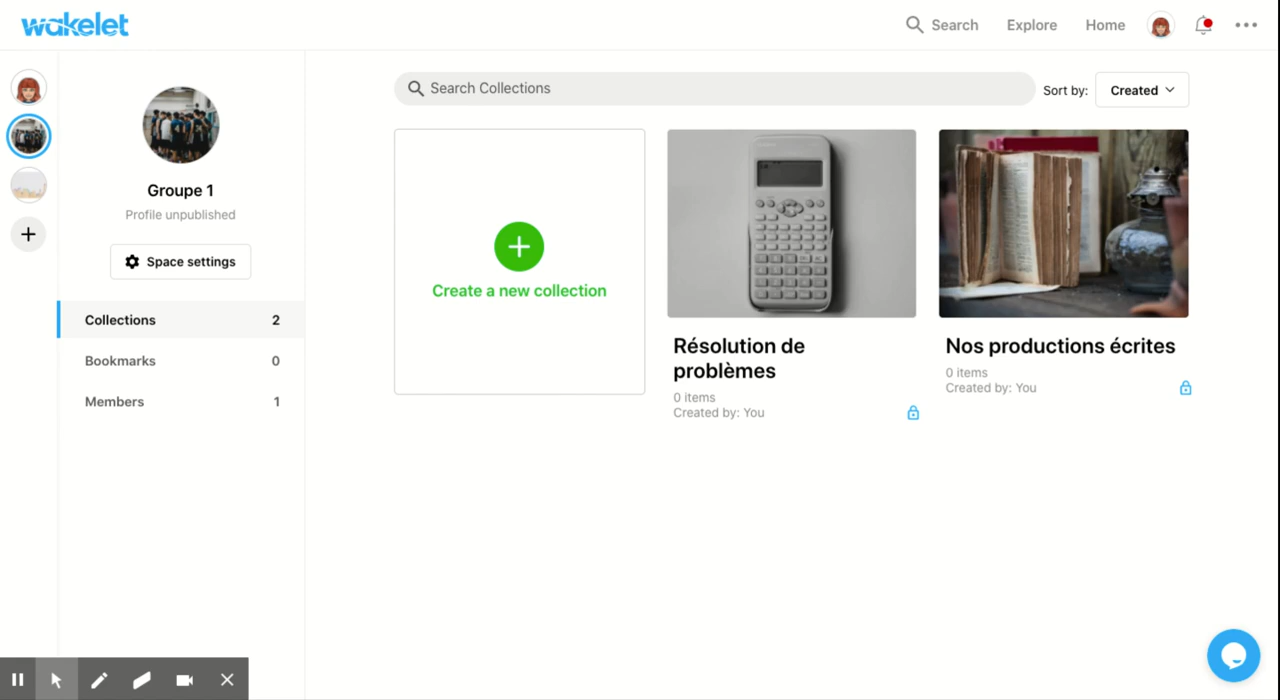 wakelet
Search
Explore
Home
Groupe 1
Profile unpublished
Space settings
Collections 2
Bookmarks 0
Members 1
Search Collections
Sort by: Created
Create a new collection
Résolution de
problèmes
0 items
Created by: You
Nos productions écrites
0 items
Created by: You